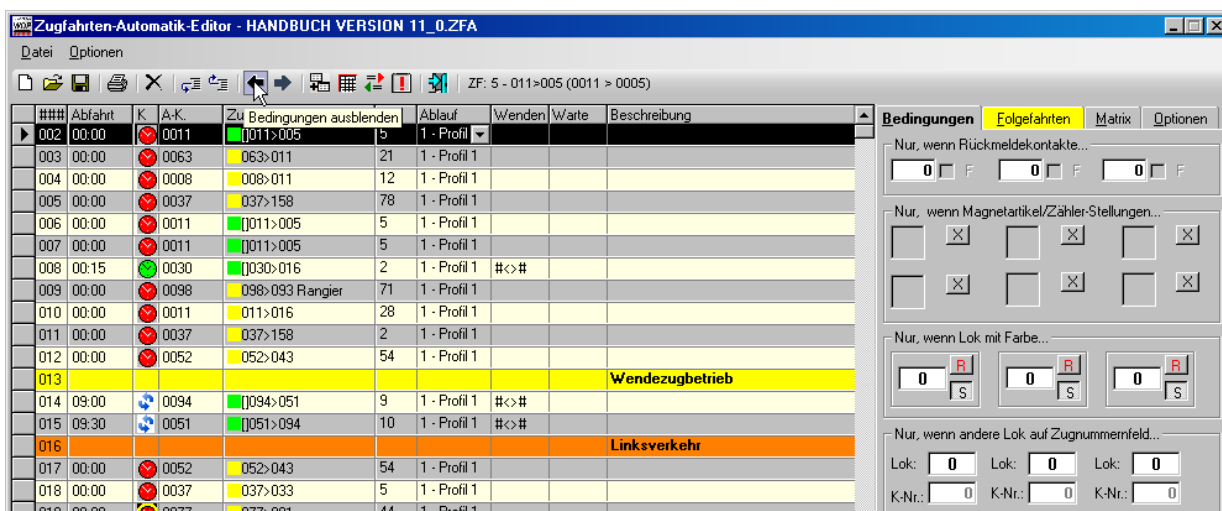 Zugfahrten-Automatik-Editor - HANDBUCH VERSION 11_0.ZFA
Datei Optionen
ZF: 5 - 011>005 (0011 > 0005)
### Abfahrt K A-K. Zu Ablauf Wenden Warte Beschreibung
Bedingungen ausblenden
002 00:00 0011 []011>005 5 1 - Profil
003 00:00 0063 063>011 21 1 - Profil 1
004 00:00 0008 008>011 12 1 - Profil 1
005 00:00 0037 037>158 78 1 - Profil 1
006 00:00 0011 []011>005 5 1 - Profil 1
007 00:00 0011 []011>005 5 1 - Profil 1
008 00:15 0030 []030>016 2 1 - Profil 1 #<>#
009 00:00 0098 098>093 Rangier 71 1 - Profil 1
010 00:00 0011 011>016 28 1 - Profil 1
011 00:00 0037 037>158 2 1 - Profil 1
012 00:00 0052 052>043 54 1 - Profil 1
013 Wendezugbetrieb
014 09:00 0094 []094>051 9 1 - Profil 1 #<>#
015 09:30 0051 []051>094 10 1 - Profil 1 #<>#
016 Linksverkehr
017 00:00 0052 052>043 54 1 - Profil 1
018 00:00 0037 037>033 5 1 - Profil 1
Bedingungen Folgefahrten Matrix Optionen
Nur, wenn Rückmeldekontakte...
0 F 0 F 0 F
Nur, wenn Magnetartikel/Zähler-Stellungen...
X X X
X X X
Nur, wenn Lok mit Farbe...
0 R S 0 R S 0 R S
Nur, wenn andere Lok auf Zugnummernfeld...
Lok: 0 Lok: 0 Lok: 0
K-Nr.: 0 K-Nr.: 0 K-Nr.: 0